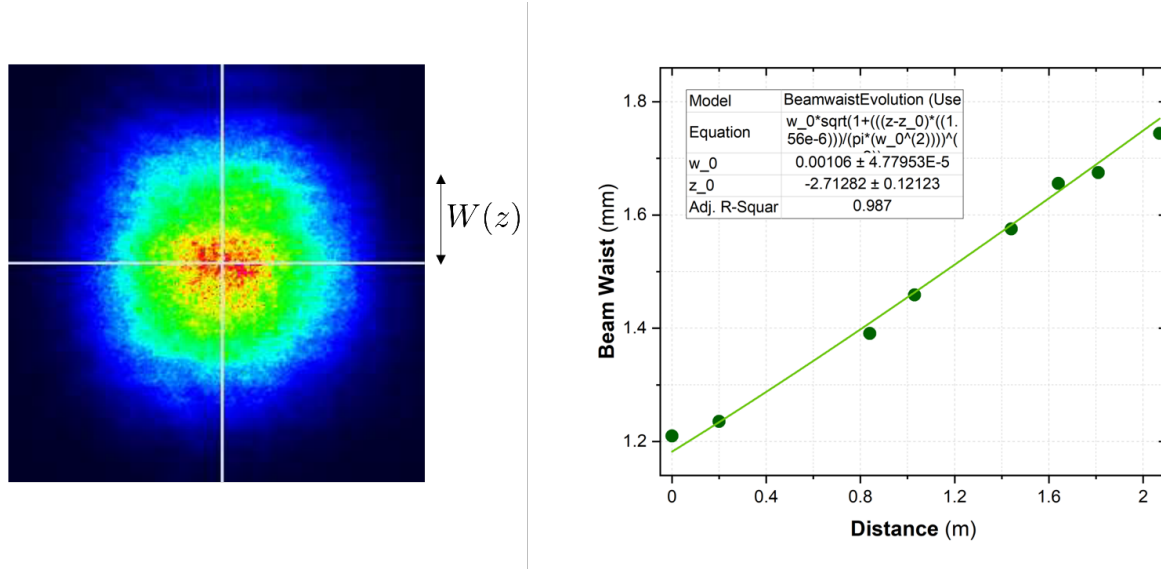 W(z)
Model BeamwaistEvolution (Use
Equation w_0*sqrt(1+(((z-z_0)*((1.
56e-6)))/(pi*(w_0^(2))))^(
w_0 0.00106 ± 4.77953E-5
z_0 -2.71282 ± 0.12123
Adj. R-Squar 0.987
Beam Waist (mm)
1.8
1.6
1.4
1.2
0 0.4 0.8 1.2 1.6 2
Distance (m)